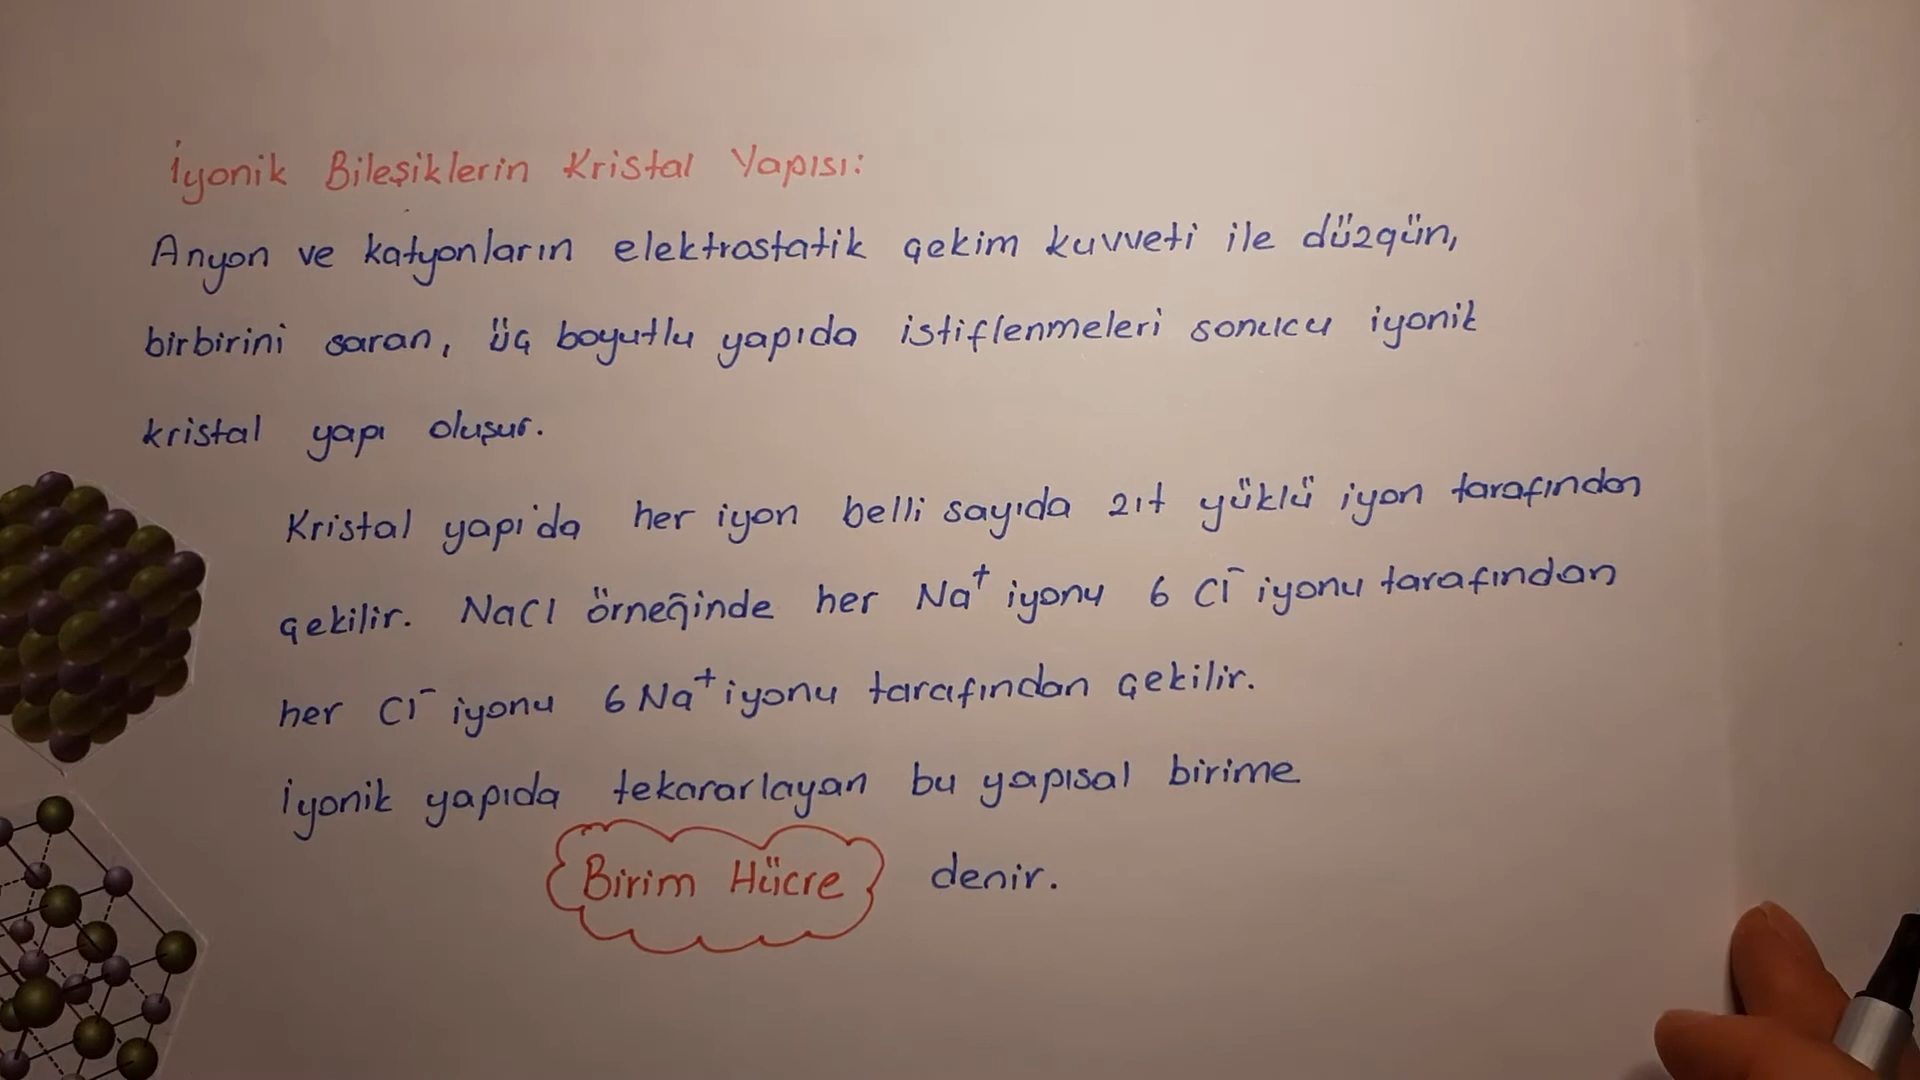 İyonik Bileşiklerin Kristal Yapısı:
Anyon ve katyonların elektrostatik çekim kuvveti ile düzgün,
birbirini saran, üç boyutlu yapıda istiflenmeleri sonucu iyonik
kristal yapı oluşur.
Kristal yapı'da her iyon belli sayıda zıt yüklü iyon tarafından
çekilir. NaCl örneğinde her Na⁺ iyonu 6 Cl⁻ iyonu tarafından
her Cl⁻ iyonu 6 Na⁺ iyonu tarafından çekilir.
İyonik yapıda tekararlayan bu yapısal birime
Birim Hücre denir.